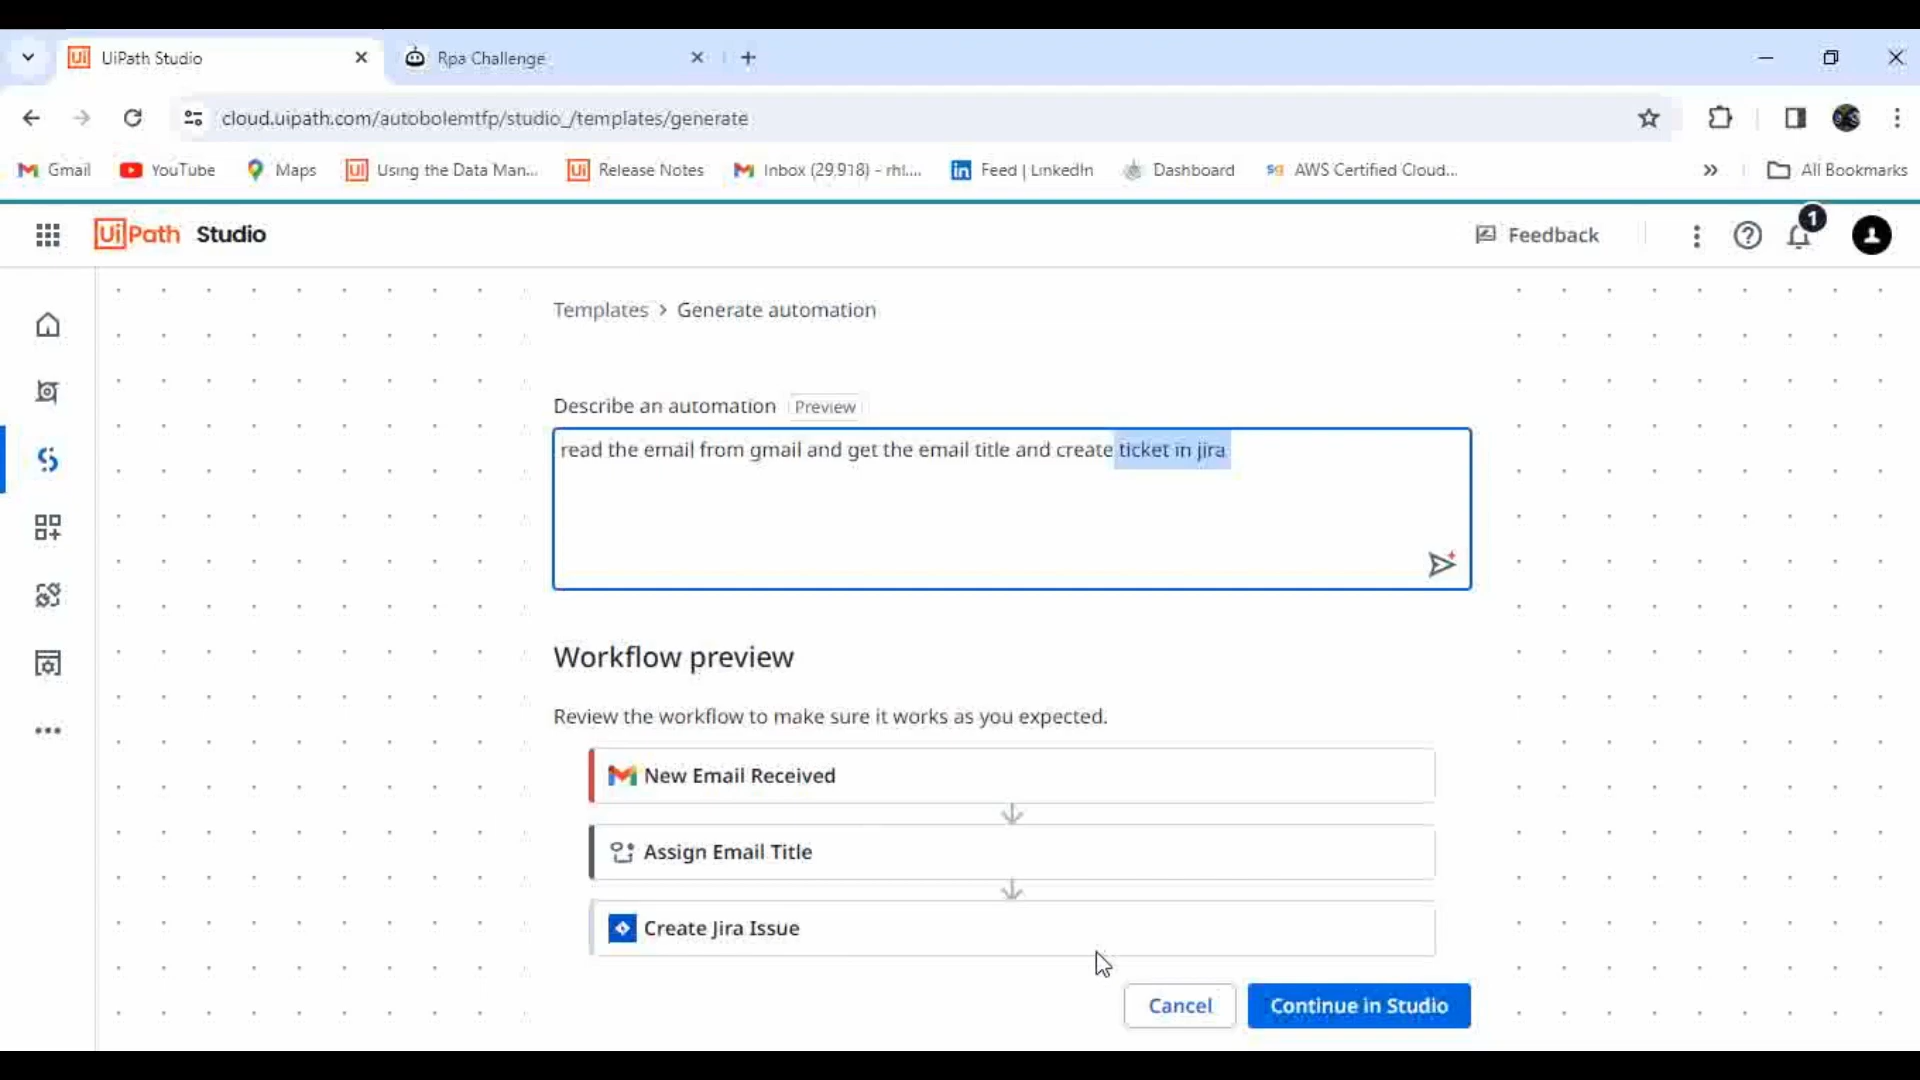 UiPath Studio
Rpa Challenge
cloud.uipath.com/autobolemtfp/studio_/templates/generate
Gmail
YouTube
Maps
Using the Data Man...
Release Notes
Inbox (29,918) - rhl....
Feed | LinkedIn
Dashboard
AWS Certified Cloud...
All Bookmarks
UiPath Studio
Feedback
1
Templates > Generate automation
Describe an automation Preview
read the email from gmail and get the email title and create ticket in jira
Workflow preview
Review the workflow to make sure it works as you expected.
New Email Received
Assign Email Title
Create Jira Issue
Cancel
Continue in Studio